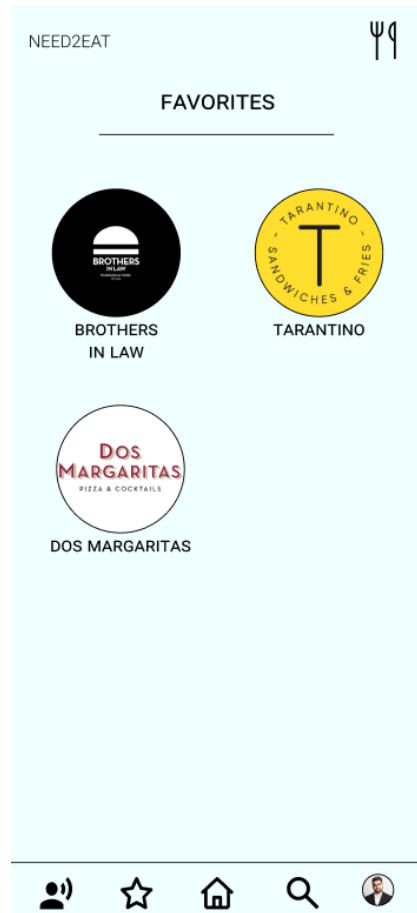 NEED2EAT
FAVORITES
BROTHERS
IN LAW
- TARANTINO -
SANDWICHES & FRIES
T
BROTHERS
IN LAW
TARANTINO
DOS
MARGARITAS
PIZZA & COCKTAILS
DOS MARGARITAS